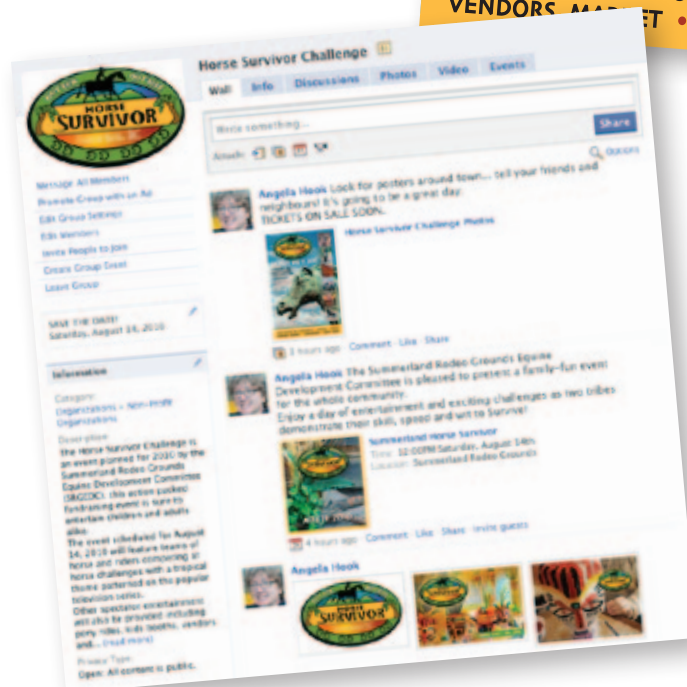 VENDORS MARKET •
Horse Survivor Challenge
HORSE
SURVIVOR
Wall Info Discussions Photos Video Events
Write something...
Attach:
Share
Options
Message All Members
Promote Group with an Ad
Edit Group Settings
Edit Members
Invite People to Join
Create Group Event
Leave Group
SAVE THE DATE!
Saturday, August 14, 2010
Information
Category:
Organizations - Non-Profit
Organizations
Description:
The Horse Survivor Challenge is
an event planned for 2010 by the
Summerland Rodeo Grounds
Equine Development Committee
(SRGEDC). this action packed
fundraising event is sure to
entertain children and adults
alike.
The event scheduled for August
14, 2010 will feature teams of
horse and riders competing in
horse challenges with a tropical
theme patterned on the popular
television series.
Other spectator entertainment
will also be provided including
pony rides, kids booths, vendors
and... (read more)
Privacy Type:
Open: All content is public.
Angela Hook Look for posters around town... tell your friends and
neighbours! It's going to be a great day.
TICKETS ON SALE SOON.
Horse Survivor Challenge Photos
3 hours ago Comment · Like · Share
Angela Hook The Summerland Rodeo Grounds Equine
Development Committee is pleased to present a family-fun event
for the whole community.
Enjoy a day of entertainment and exciting challenges as two tribes
demonstrate their skill, speed and wit to Survive!
Summerland Horse Survivor
Time: 12:00PM Saturday, August 14th
Location: Summerland Rodeo Grounds
4 hours ago Comment · Like · Share · Invite guests
Angela Hook
HORSE
SURVIVOR